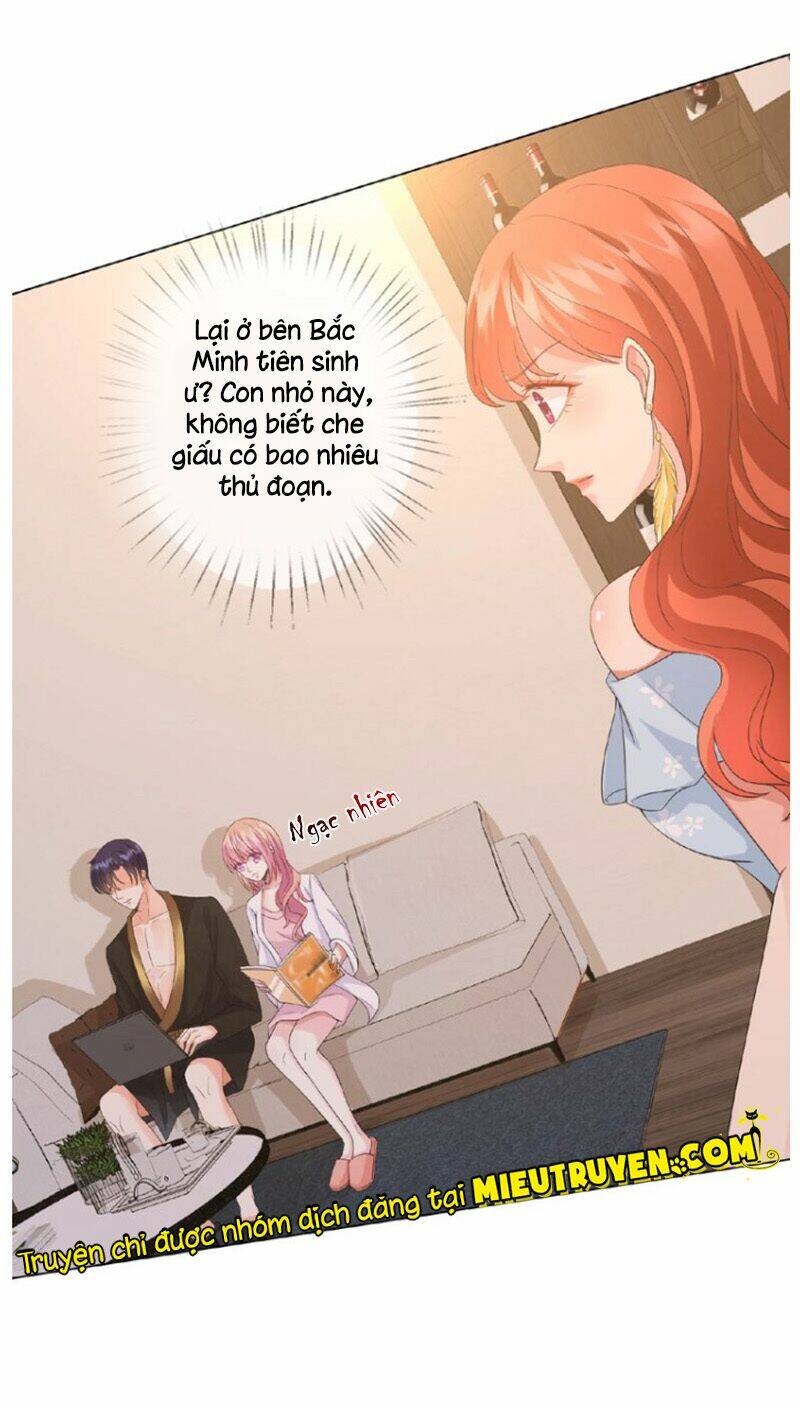 Lại ở bên Bắc
Minh tiên sinh
ư? Con nhỏ này,
không biết che
giấu có bao nhiêu
thủ đoạn.
Ngạc nhiên
Truyện chỉ được nhóm dịch đăng tại MIEUTRUYEN.COM